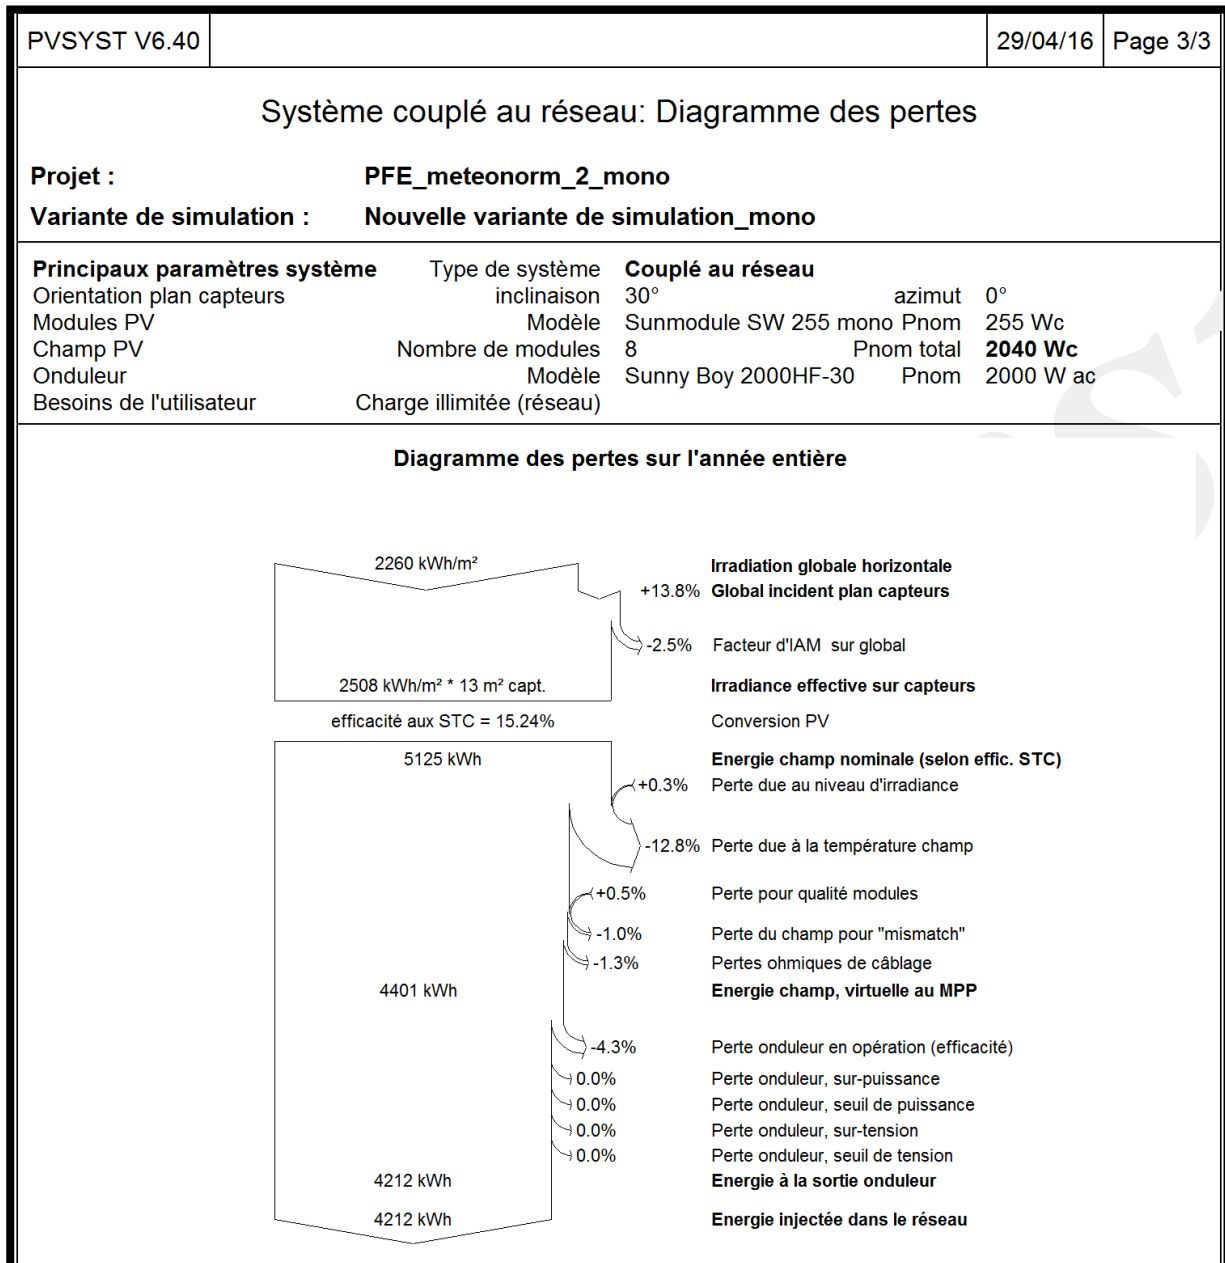 PVSYST V6.40 29/04/16 Page 3/3
Système couplé au réseau: Diagramme des pertes
Projet : PFE_meteonorm_2_mono
Variante de simulation : Nouvelle variante de simulation_mono
Principaux paramètres système Type de système Couplé au réseau
Orientation plan capteurs inclinaison 30° azimut 0°
Modules PV Modèle Sunmodule SW 255 mono Pnom 255 Wc
Champ PV Nombre de modules 8 Pnom total 2040 Wc
Onduleur Modèle Sunny Boy 2000HF-30 Pnom 2000 W ac
Besoins de l'utilisateur Charge illimitée (réseau)
Diagramme des pertes sur l'année entière
2260 kWh/m² Irradiation globale horizontale
+13.8% Global incident plan capteurs
-2.5% Facteur d'IAM sur global
2508 kWh/m² * 13 m² capt. Irradiance effective sur capteurs
efficacité aux STC = 15.24% Conversion PV
5125 kWh Energie champ nominale (selon effic. STC)
+0.3% Perte due au niveau d'irradiance
-12.8% Perte due à la température champ
+0.5% Perte pour qualité modules
-1.0% Perte du champ pour "mismatch"
-1.3% Pertes ohmiques de câblage
4401 kWh Energie champ, virtuelle au MPP
-4.3% Perte onduleur en opération (efficacité)
0.0% Perte onduleur, sur-puissance
0.0% Perte onduleur, seuil de puissance
0.0% Perte onduleur, sur-tension
0.0% Perte onduleur, seuil de tension
4212 kWh Energie à la sortie onduleur
4212 kWh Energie injectée dans le réseau